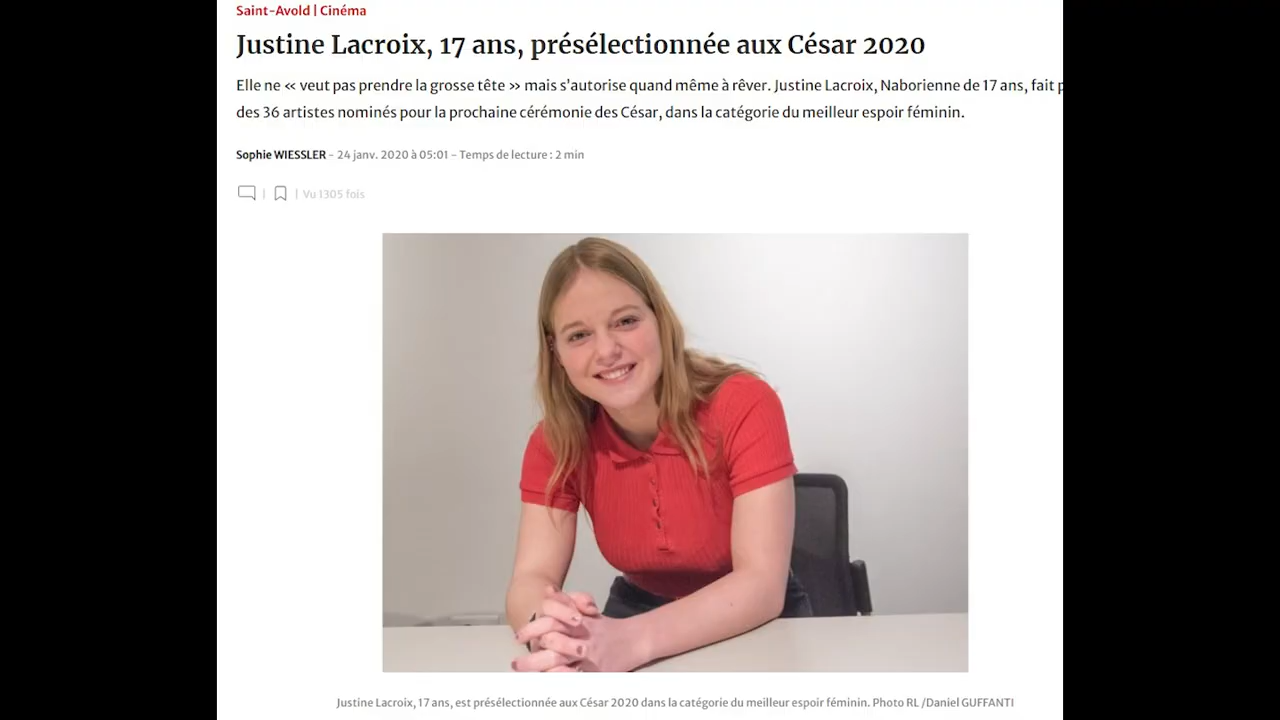 Saint-Avold | Cinéma
Justine Lacroix, 17 ans, présélectionnée aux César 2020
Elle ne « veut pas prendre la grosse tête » mais s'autorise quand même à rêver. Justine Lacroix, Naborienne de 17 ans, fait
des 36 artistes nominés pour la prochaine cérémonie des César, dans la catégorie du meilleur espoir féminin.
Sophie WIESSLER - 24 janv. 2020 à 05:01 - Temps de lecture : 2 min
| | Vu 1305 fois
Justine Lacroix, 17 ans, est présélectionnée aux César 2020 dans la catégorie du meilleur espoir féminin. Photo RL /Daniel GUFFANTI